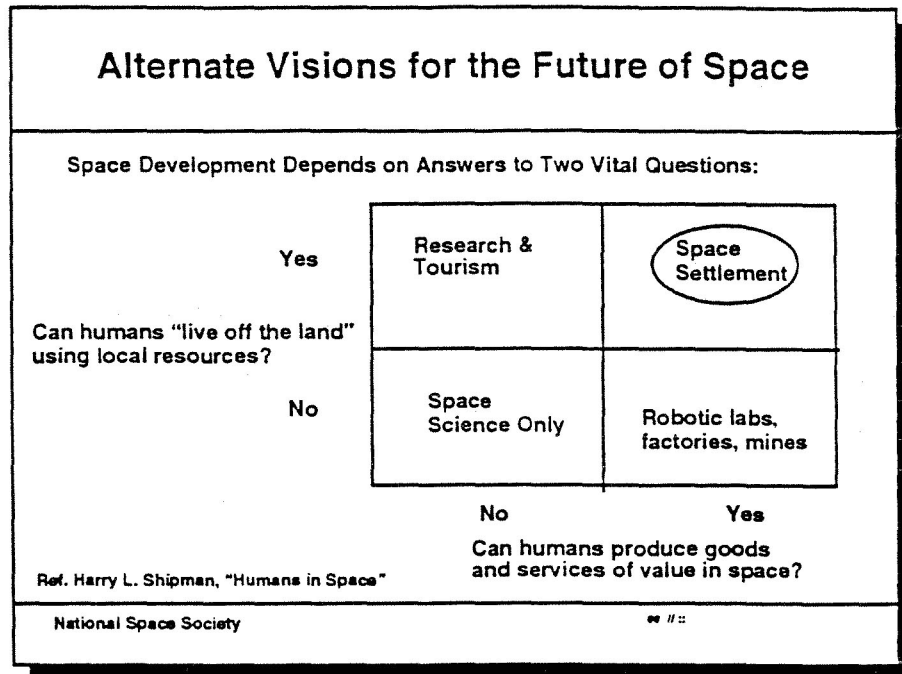 Alternate Visions for the Future of Space
Space Development Depends on Answers to Two Vital Questions:
Yes
Research &
Tourism
Space
Settlement
Can humans “live off the land”
using local resources?
No
Space
Science Only
Robotic labs,
factories, mines
No
Yes
Can humans produce goods
and services of value in space?
Ref. Harry L. Shipman, “Humans in Space”
National Space Society